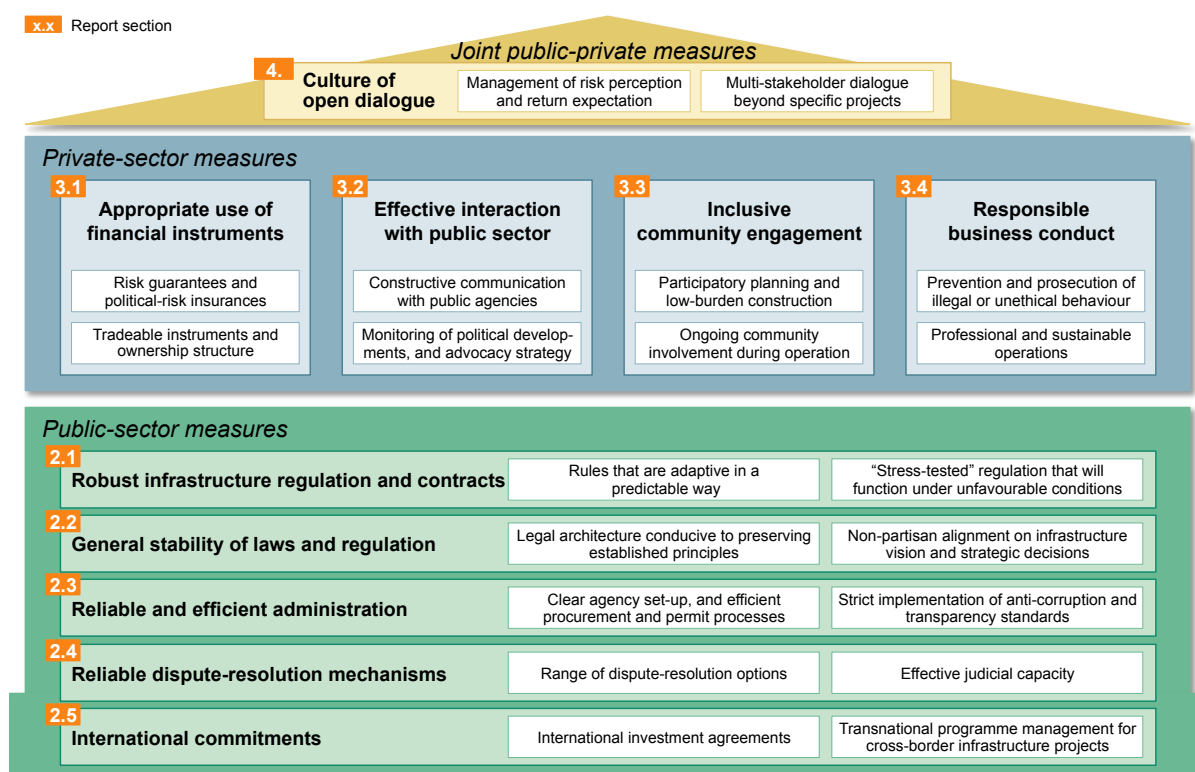 x.x Report section
Joint public-private measures
4.
Culture of
open dialogue
Management of risk perception
and return expectation
Multi-stakeholder dialogue
beyond specific projects
Private-sector measures
3.1
Appropriate use of
financial instruments
Risk guarantees and
political-risk insurances
Tradeable instruments and
ownership structure
3.2
Effective interaction
with public sector
Constructive communication
with public agencies
Monitoring of political develop-
ments, and advocacy strategy
3.3
Inclusive
community engagement
Participatory planning and
low-burden construction
Ongoing community
involvement during operation
3.4
Responsible
business conduct
Prevention and prosecution of
illegal or unethical behaviour
Professional and sustainable
operations
Public-sector measures
2.1
Robust infrastructure regulation and contracts
Rules that are adaptive in a
predictable way
“Stress-tested” regulation that will
function under unfavourable conditions
2.2
General stability of laws and regulation
Legal architecture conducive to preserving
established principles
Non-partisan alignment on infrastructure
vision and strategic decisions
2.3
Reliable and efficient administration
Clear agency set-up, and efficient
procurement and permit processes
Strict implementation of anti-corruption and
transparency standards
2.4
Reliable dispute-resolution mechanisms
Range of dispute-resolution options
Effective judicial capacity
2.5
International commitments
International investment agreements
Transnational programme management for
cross-border infrastructure projects